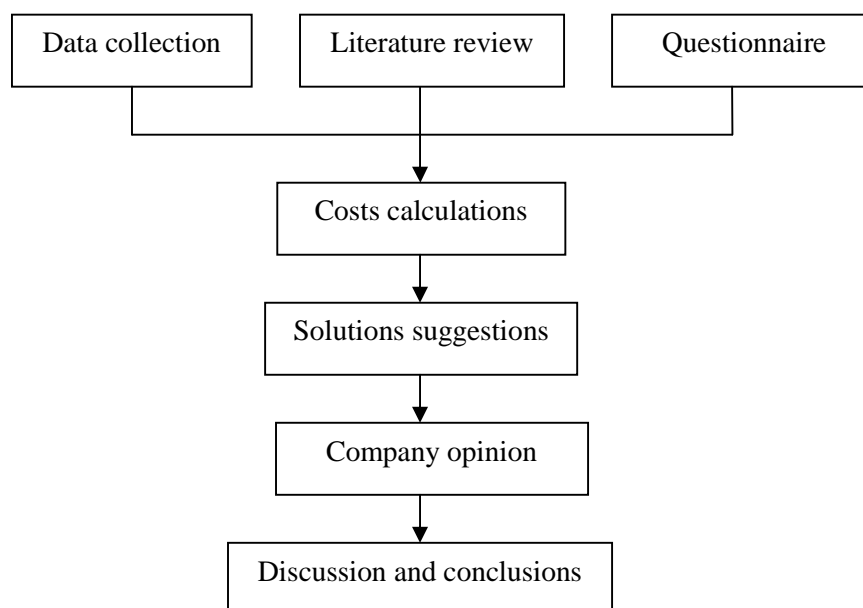 Data collection
Literature review
Questionnaire
Costs calculations
Solutions suggestions
Company opinion
Discussion and conclusions